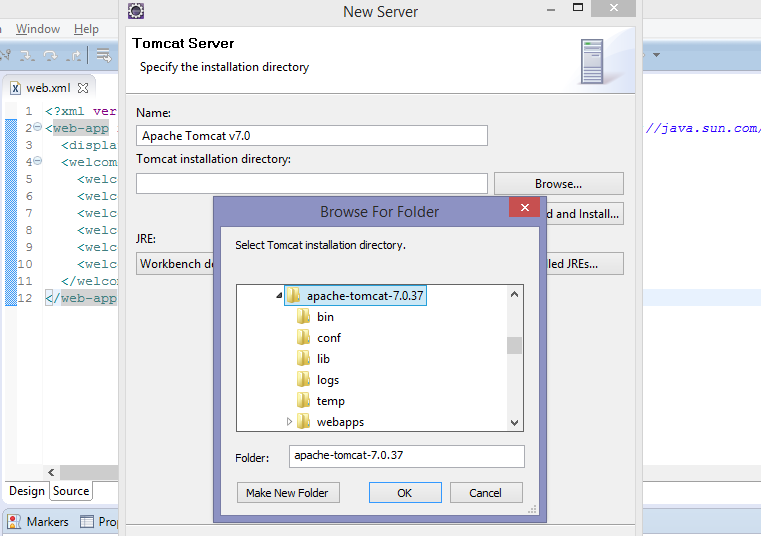 New Server
Window Help
Tomcat Server
Specify the installation directory
web.xml
Name:
1 <?xml ver
Apache Tomcat v7.0
2 <web-app
//java.sun.com/
3 <displa
Tomcat installation directory:
4 <welcom
5 <welc
Browse...
6 <welc
7 <welc
Browse For Folder
d and Install...
8 <welc
JRE:
9 <welc
Select Tomcat installation directory.
10 <welc
Workbench de
lled JREs...
11 </welcom
12 </web-app
apache-tomcat-7.0.37
bin
conf
lib
logs
temp
webapps
Folder:
apache-tomcat-7.0.37
Design Source
Make New Folder
OK
Cancel
Markers
Prop